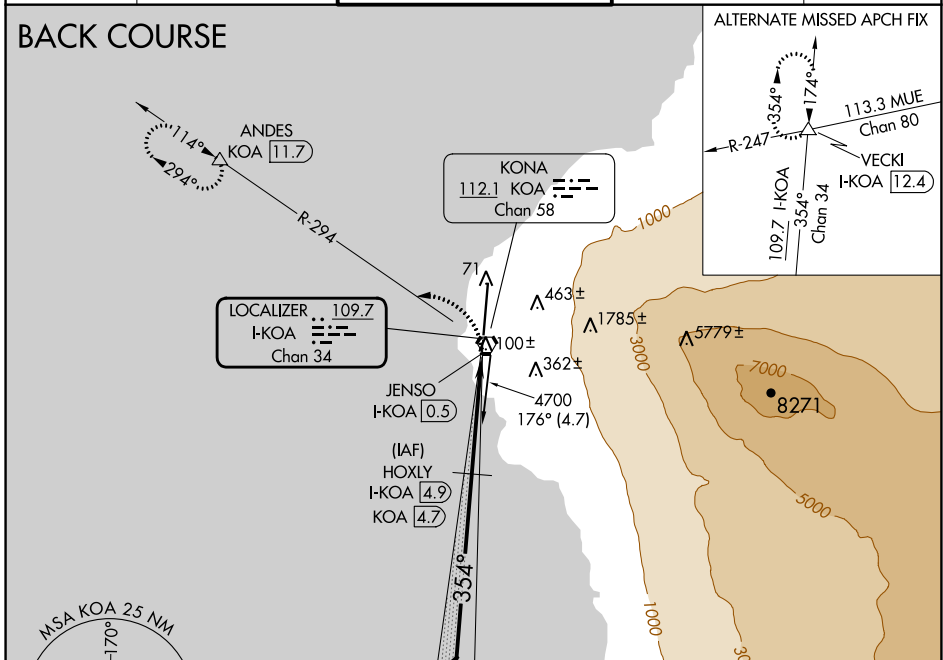 BACK COURSE
ALTERNATE MISSED APCH FIX
354°
174°
113.3 MUE
Chan 80
R-247
VECKI
I-KOA 12.4
109.7 I-KOA
354°
Chan 34
ANDES
KOA 11.7
114°
294°
R-294
KONA
112.1 KOA
Chan 58
1000
71
463±
1785±
5779±
LOCALIZER 109.7
I-KOA
Chan 34
100±
362±
3000
7000
8271
JENSO
I-KOA 0.5
4700
176° (4.7)
(IAF)
HOXLY
I-KOA 4.9
KOA 4.7
5000
354°
1000
MSA KOA 25 NM
170°